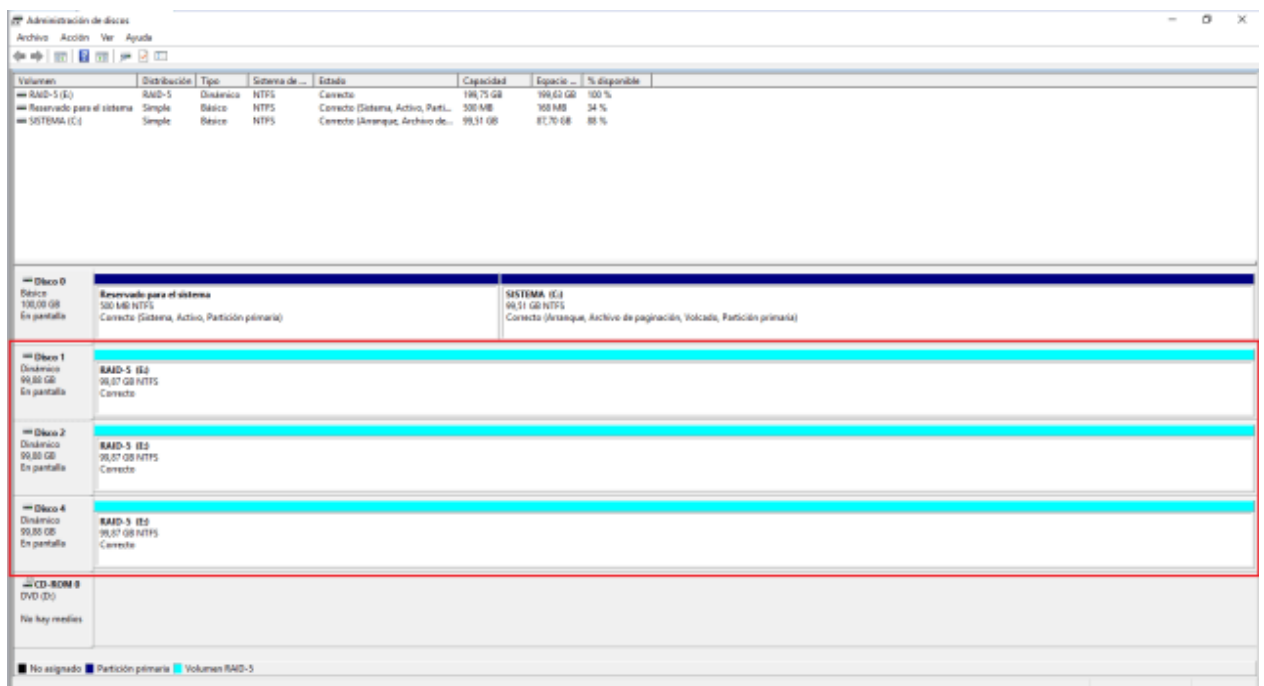 Administración de discos
Archivo Acción Ver Ayuda
Volumen Distribución Tipo Sistema de ... Estado Capacidad Espacio ... % disponible
RAID-5 (E:) RAID-5 Dinámico NTFS Correcto 199,75 GB 199,63 GB 100 %
Reservado para el sistema Simple Básico NTFS Correcto (Sistema, Activo, Parti... 500 MB 168 MB 34 %
SISTEMA (C:) Simple Básico NTFS Correcto (Arranque, Archivo de... 99,51 GB 87,70 GB 88 %
Disco 0
Básico
100,00 GB
En pantalla
Reservado para el sistema
500 MB NTFS
Correcto (Sistema, Activo, Partición primaria)
SISTEMA (C:)
99,51 GB NTFS
Correcto (Arranque, Archivo de paginación, Volcado, Partición primaria)
Disco 1
Dinámico
99,88 GB
En pantalla
RAID-5 (E:)
99,87 GB NTFS
Correcto
Disco 2
Dinámico
99,88 GB
En pantalla
RAID-5 (E:)
99,87 GB NTFS
Correcto
Disco 4
Dinámico
99,88 GB
En pantalla
RAID-5 (E:)
99,87 GB NTFS
Correcto
CD-ROM 0
DVD (D:)
No hay medios
No asignado Partición primaria Volumen RAID-5